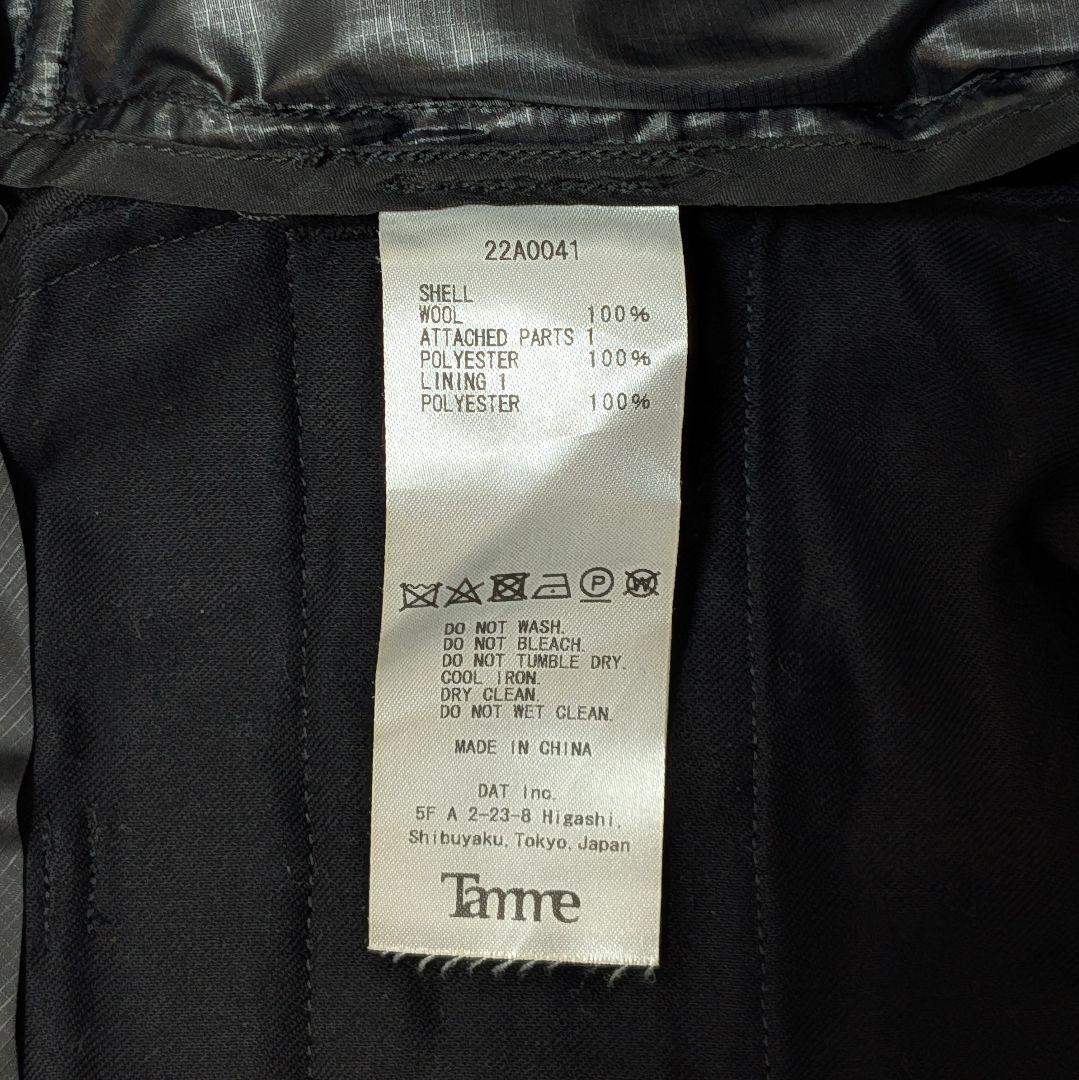 22A0041
SHELL
WOOL 100%
ATTACHED PARTS 1
POLYESTER 100%
LINING 1
POLYESTER 100%
P W
DO NOT WASH.
DO NOT BLEACH.
DO NOT TUMBLE DRY.
COOL IRON.
DRY CLEAN.
DO NOT WET CLEAN.
MADE IN CHINA
DAT Inc.
5F A 2-23-8 Higashi,
Shibuyaku, Tokyo, Japan
Tamme